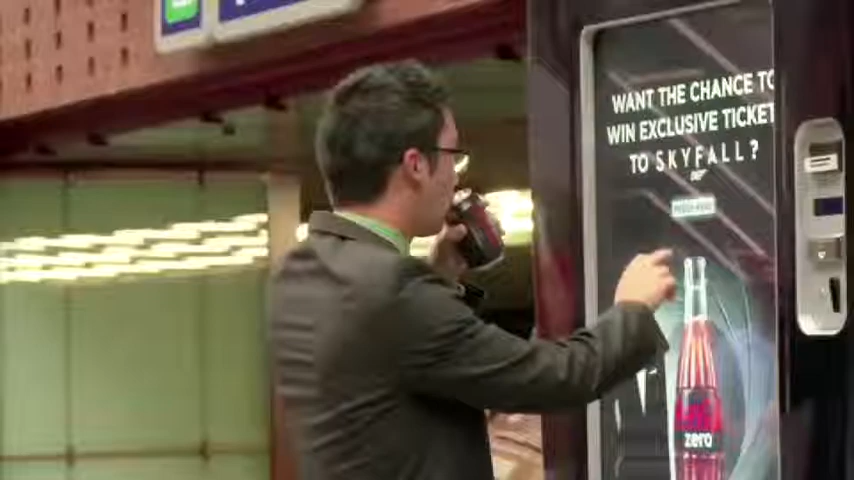 WANT THE CHANCE TO
WIN EXCLUSIVE TICKET
TO SKYFALL?
zero